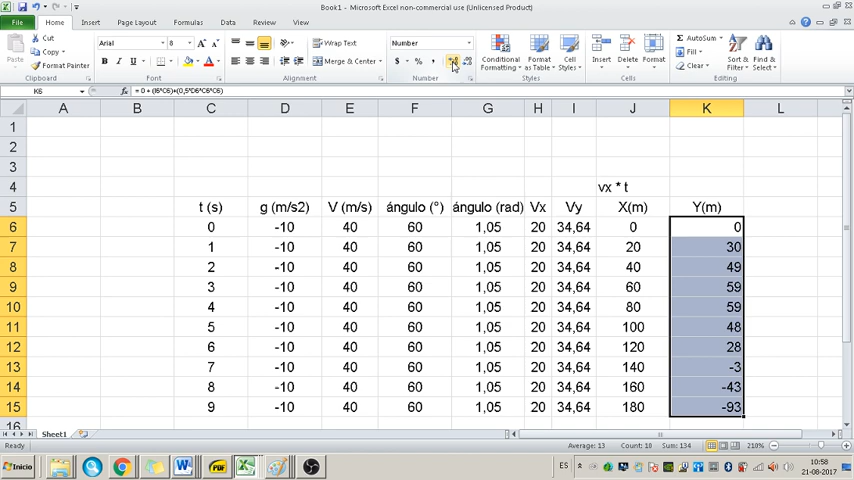 Book1 - Microsoft Excel non-commercial use (Unlicensed Product)
File Home Insert Page Layout Formulas Data Review View
Cut
Copy
Format Painter
Paste
Arial 8
Wrap Text
Merge & Center
Number
$ % ,
Conditional Formatting
Format as Table
Cell Styles
Insert Delete Format
AutoSum
Fill
Clear
Sort & Filter
Find & Select
Clipboard Font Alignment Number Styles Cells Editing
K6 fx = 0 + (I6*C6)+(0,5*D6*C6*C6)
A B C D E F G H I J K L
1
2
3
4 vx * t
5 t (s) g (m/s2) V (m/s) ángulo (°) ángulo (rad) Vx Vy X(m) Y(m)
6 0 -10 40 60 1,05 20 34,64 0 0
7 1 -10 40 60 1,05 20 34,64 20 30
8 2 -10 40 60 1,05 20 34,64 40 49
9 3 -10 40 60 1,05 20 34,64 60 59
10 4 -10 40 60 1,05 20 34,64 80 59
11 5 -10 40 60 1,05 20 34,64 100 48
12 6 -10 40 60 1,05 20 34,64 120 28
13 7 -10 40 60 1,05 20 34,64 140 -3
14 8 -10 40 60 1,05 20 34,64 160 -43
15 9 -10 40 60 1,05 20 34,64 180 -93
16
Sheet1
Ready Average: 13 Count: 10 Sum: 134 210%
Inicio PDF ES 10:58
21-08-2017